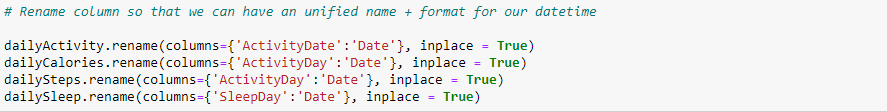 # Rename column so that we can have an unified name + format for our datetime
dailyActivity.rename(columns={'ActivityDate':'Date'}, inplace = True)
dailyCalories.rename(columns={'ActivityDay':'Date'}, inplace = True)
dailySteps.rename(columns={'ActivityDay':'Date'}, inplace = True)
dailySleep.rename(columns={'SleepDay':'Date'}, inplace = True)